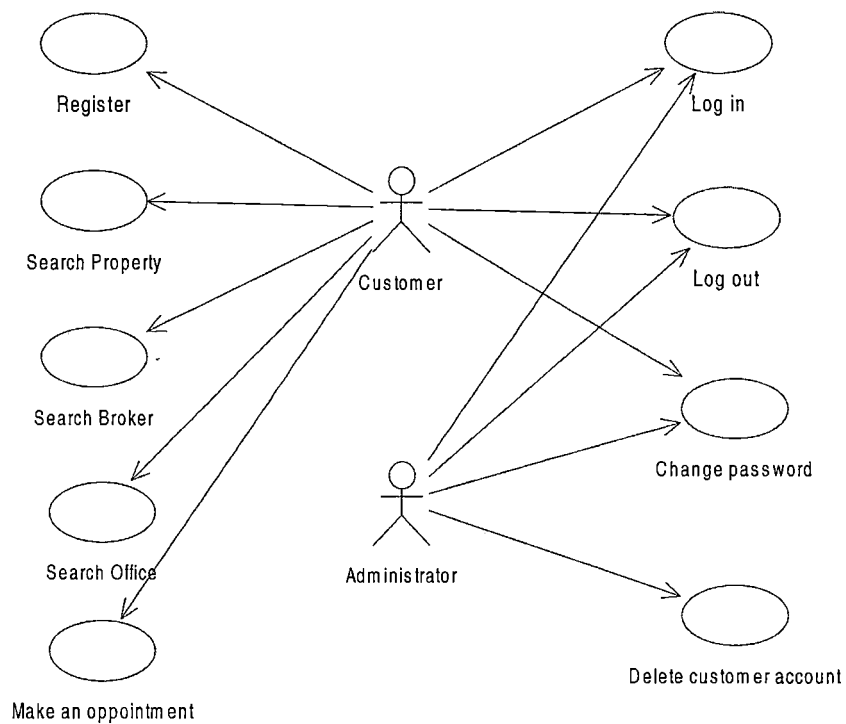 Register
Log in
Search Property
Customer
Log out
Search Broker
Change password
Search Office
Administrator
Delete customer account
Make an oppointment